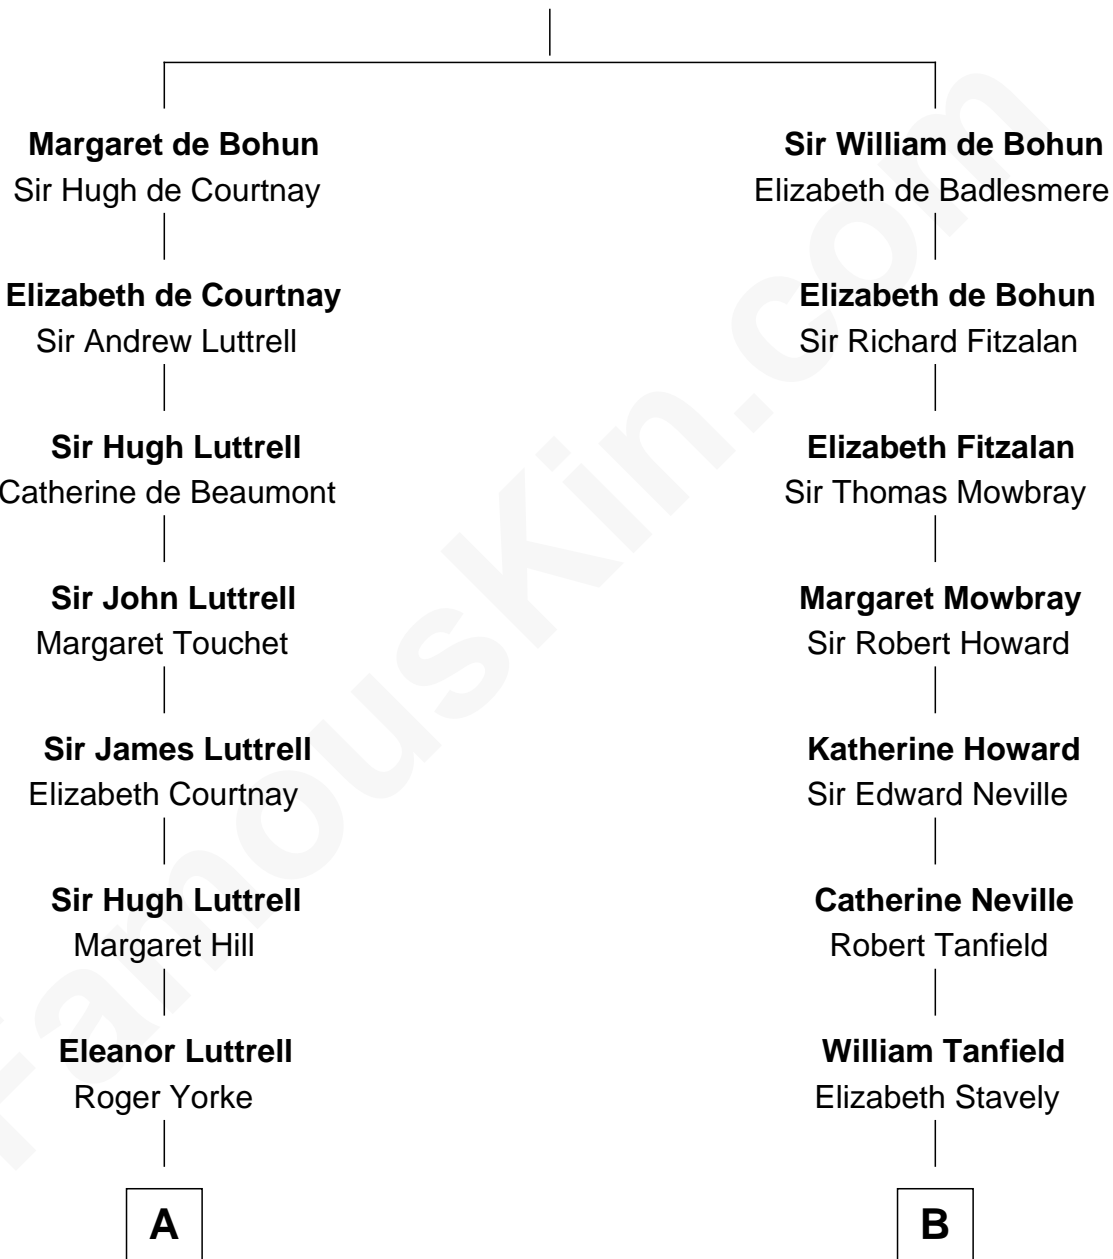 Margaret de Bohun
Sir Hugh de Courtnay
Elizabeth de Courtnay
Sir Andrew Luttrell
Sir Hugh Luttrell
Catherine de Beaumont
Sir John Luttrell
Margaret Touchet
Sir James Luttrell
Elizabeth Courtnay
Sir Hugh Luttrell
Margaret Hill
Eleanor Luttrell
Roger Yorke
A
Sir William de Bohun
Elizabeth de Badlesmere
Elizabeth de Bohun
Sir Richard Fitzalan
Elizabeth Fitzalan
Sir Thomas Mowbray
Margaret Mowbray
Sir Robert Howard
Katherine Howard
Sir Edward Neville
Catherine Neville
Robert Tanfield
William Tanfield
Elizabeth Stavely
B
FamousKin.com